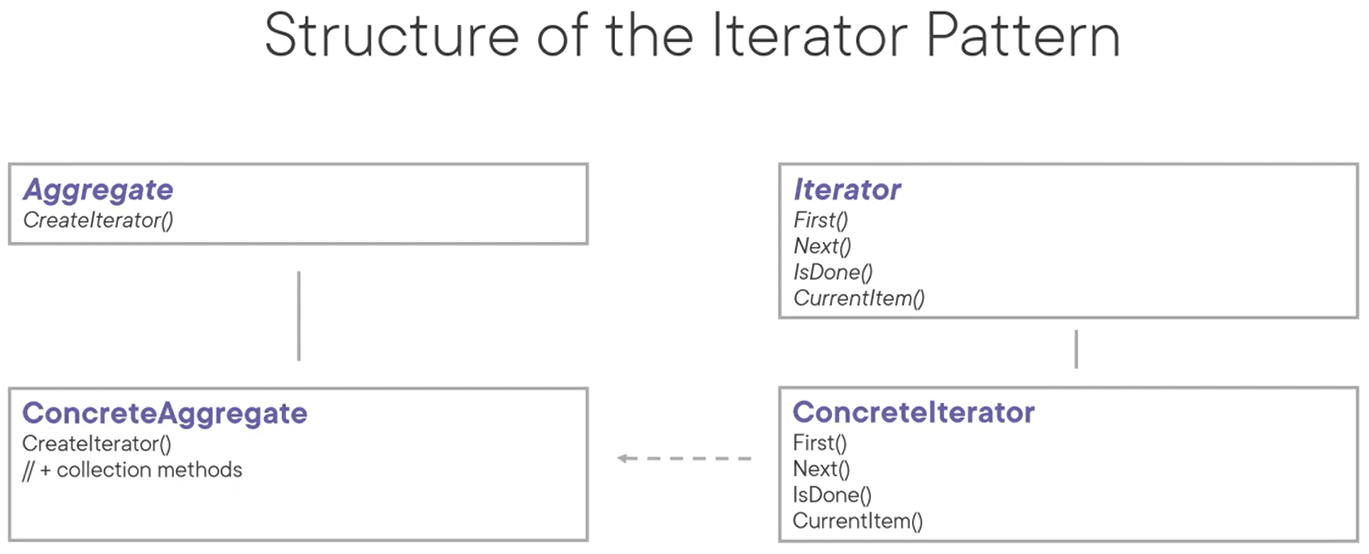 Structure of the Iterator Pattern
Aggregate
CreateIterator()
Iterator
First()
Next()
IsDone()
CurrentItem()
ConcreteAggregate
CreateIterator()
// + collection methods
ConcreteIterator
First()
Next()
IsDone()
CurrentItem()